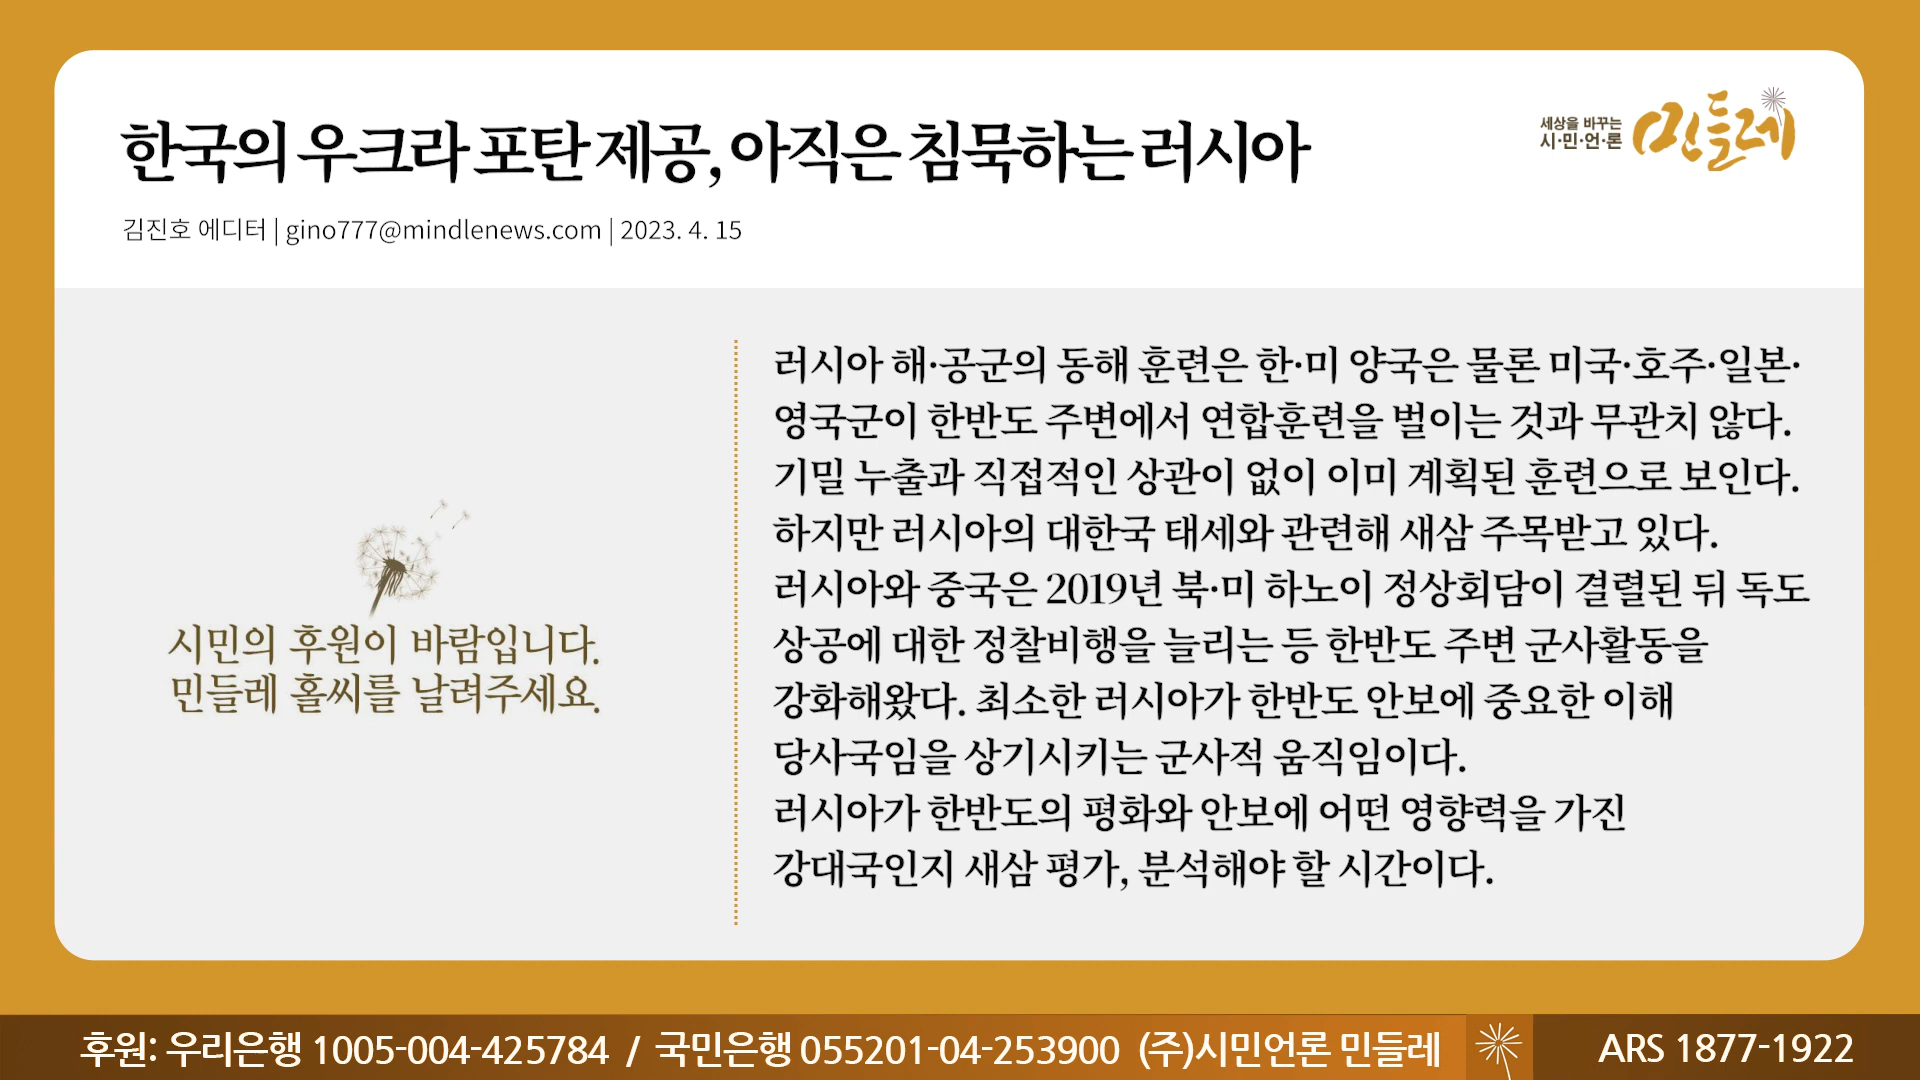 한국의 우크라 포탄 제공, 아직은 침묵하는 러시아
세상을 바꾸는
시·민·언·론
민들레
김진호 에디터 | gino777@mindlenews.com | 2023. 4. 15
러시아 해·공군의 동해 훈련은 한·미 양국은 물론 미국·호주·일본·
영국군이 한반도 주변에서 연합훈련을 벌이는 것과 무관치 않다.
기밀 누출과 직접적인 상관이 없이 이미 계획된 훈련으로 보인다.
하지만 러시아의 대한국 태세와 관련해 새삼 주목받고 있다.
러시아와 중국은 2019년 북·미 하노이 정상회담이 결렬된 뒤 독도
상공에 대한 정찰비행을 늘리는 등 한반도 주변 군사활동을
강화해왔다. 최소한 러시아가 한반도 안보에 중요한 이해
당사국임을 상기시키는 군사적 움직임이다.
러시아가 한반도의 평화와 안보에 어떤 영향력을 가진
강대국인지 새삼 평가, 분석해야 할 시간이다.
시민의 후원이 바람입니다.
민들레 홀씨를 날려주세요.
후원: 우리은행 1005-004-425784 / 국민은행 055201-04-253900 (주)시민언론 민들레
ARS 1877-1922